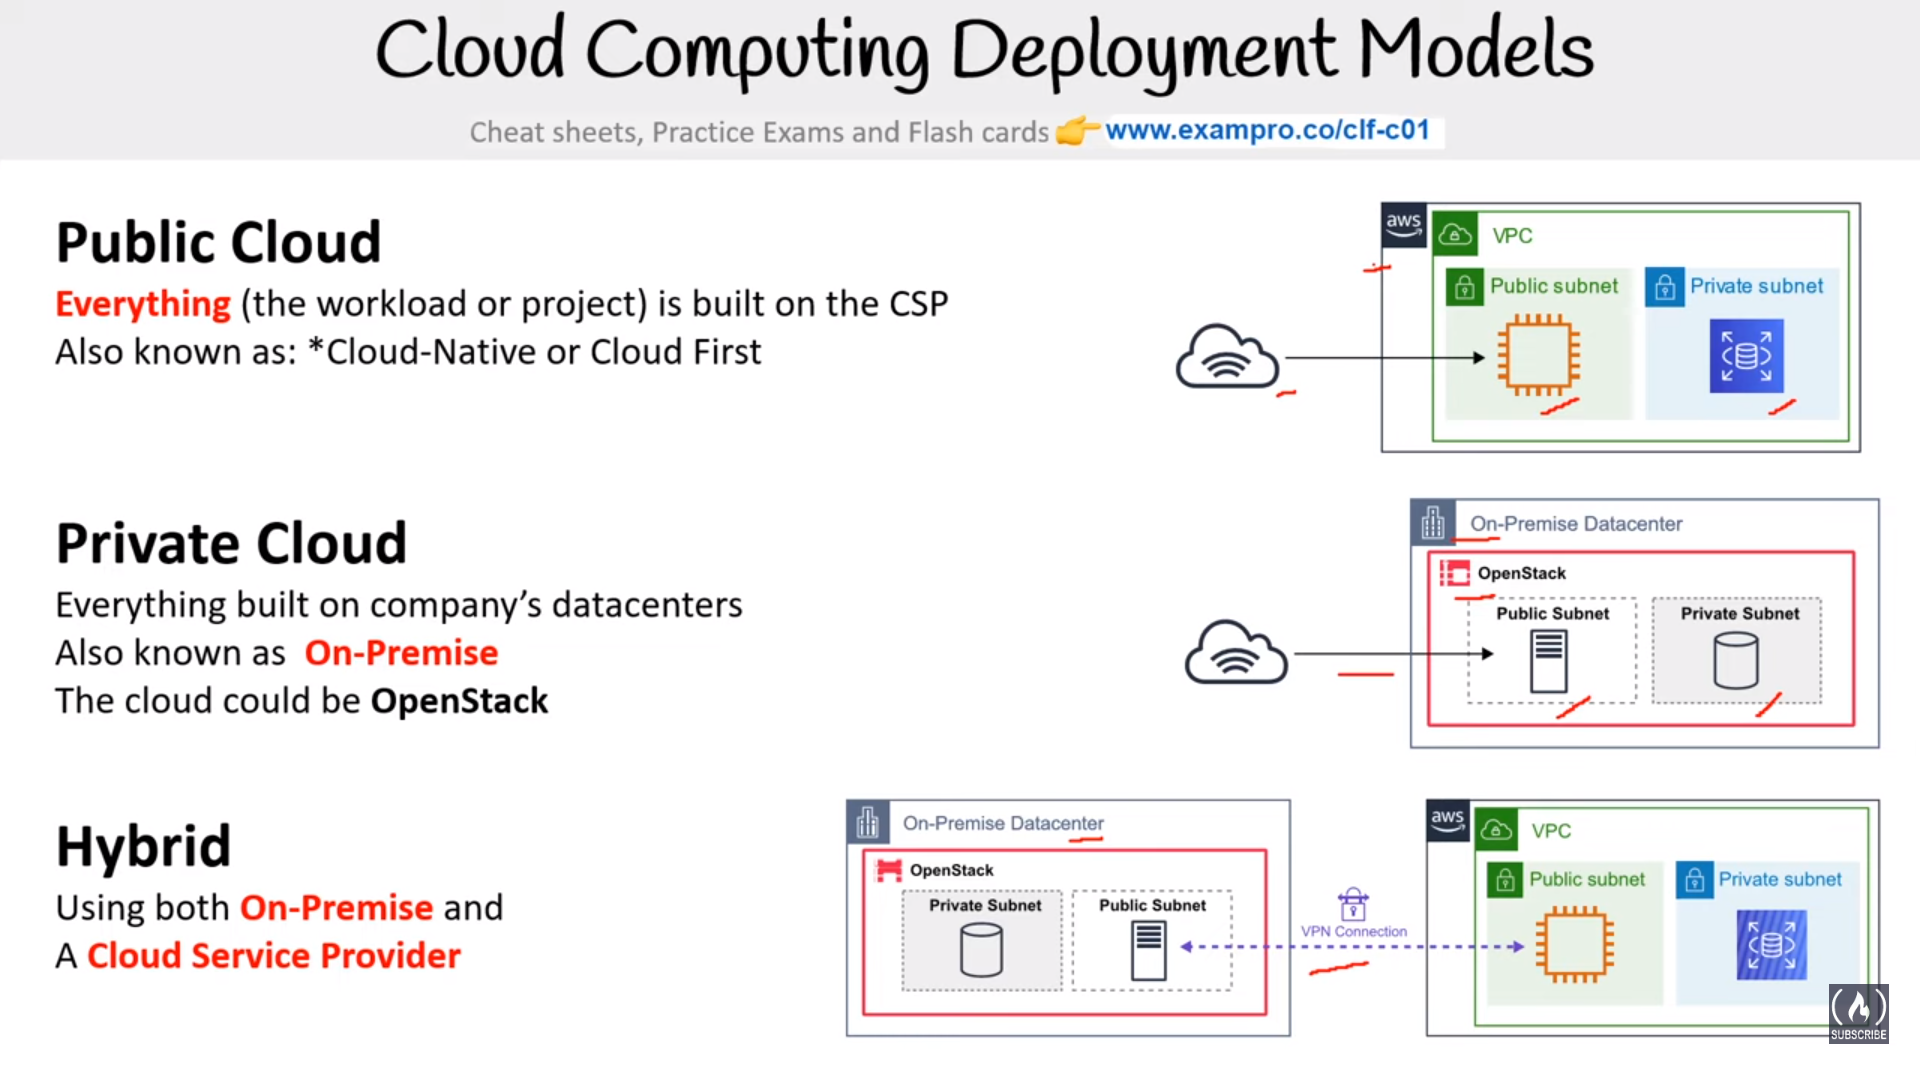 Cloud Computing Deployment Models
Cheat sheets, Practice Exams and Flash cards 👉 www.exampro.co/clf-c01
Public Cloud
Everything (the workload or project) is built on the CSP
Also known as: *Cloud-Native or Cloud First
aws
VPC
Public subnet
Private subnet
Private Cloud
Everything built on company’s datacenters
Also known as On-Premise
The cloud could be OpenStack
On-Premise Datacenter
OpenStack
Public Subnet
Private Subnet
Hybrid
Using both On-Premise and
A Cloud Service Provider
On-Premise Datacenter
OpenStack
Private Subnet
Public Subnet
VPN Connection
aws
VPC
Public subnet
Private subnet
SUBSCRIBE